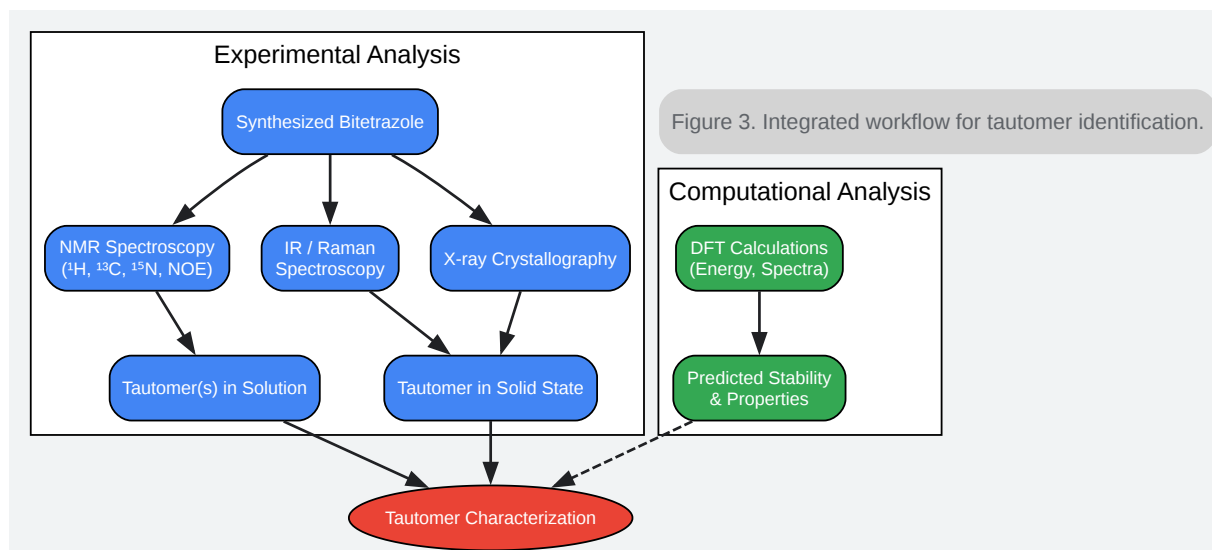 Experimental Analysis
Synthesized Bitetrazole
Figure 3. Integrated workflow for tautomer identification.
Computational Analysis
NMR Spectroscopy
(¹H, ¹³C, ¹⁵N, NOE)
IR / Raman
Spectroscopy
X-ray Crystallography
DFT Calculations
(Energy, Spectra)
Tautomer(s) in Solution
Tautomer in Solid State
Predicted Stability
& Properties
Tautomer Characterization